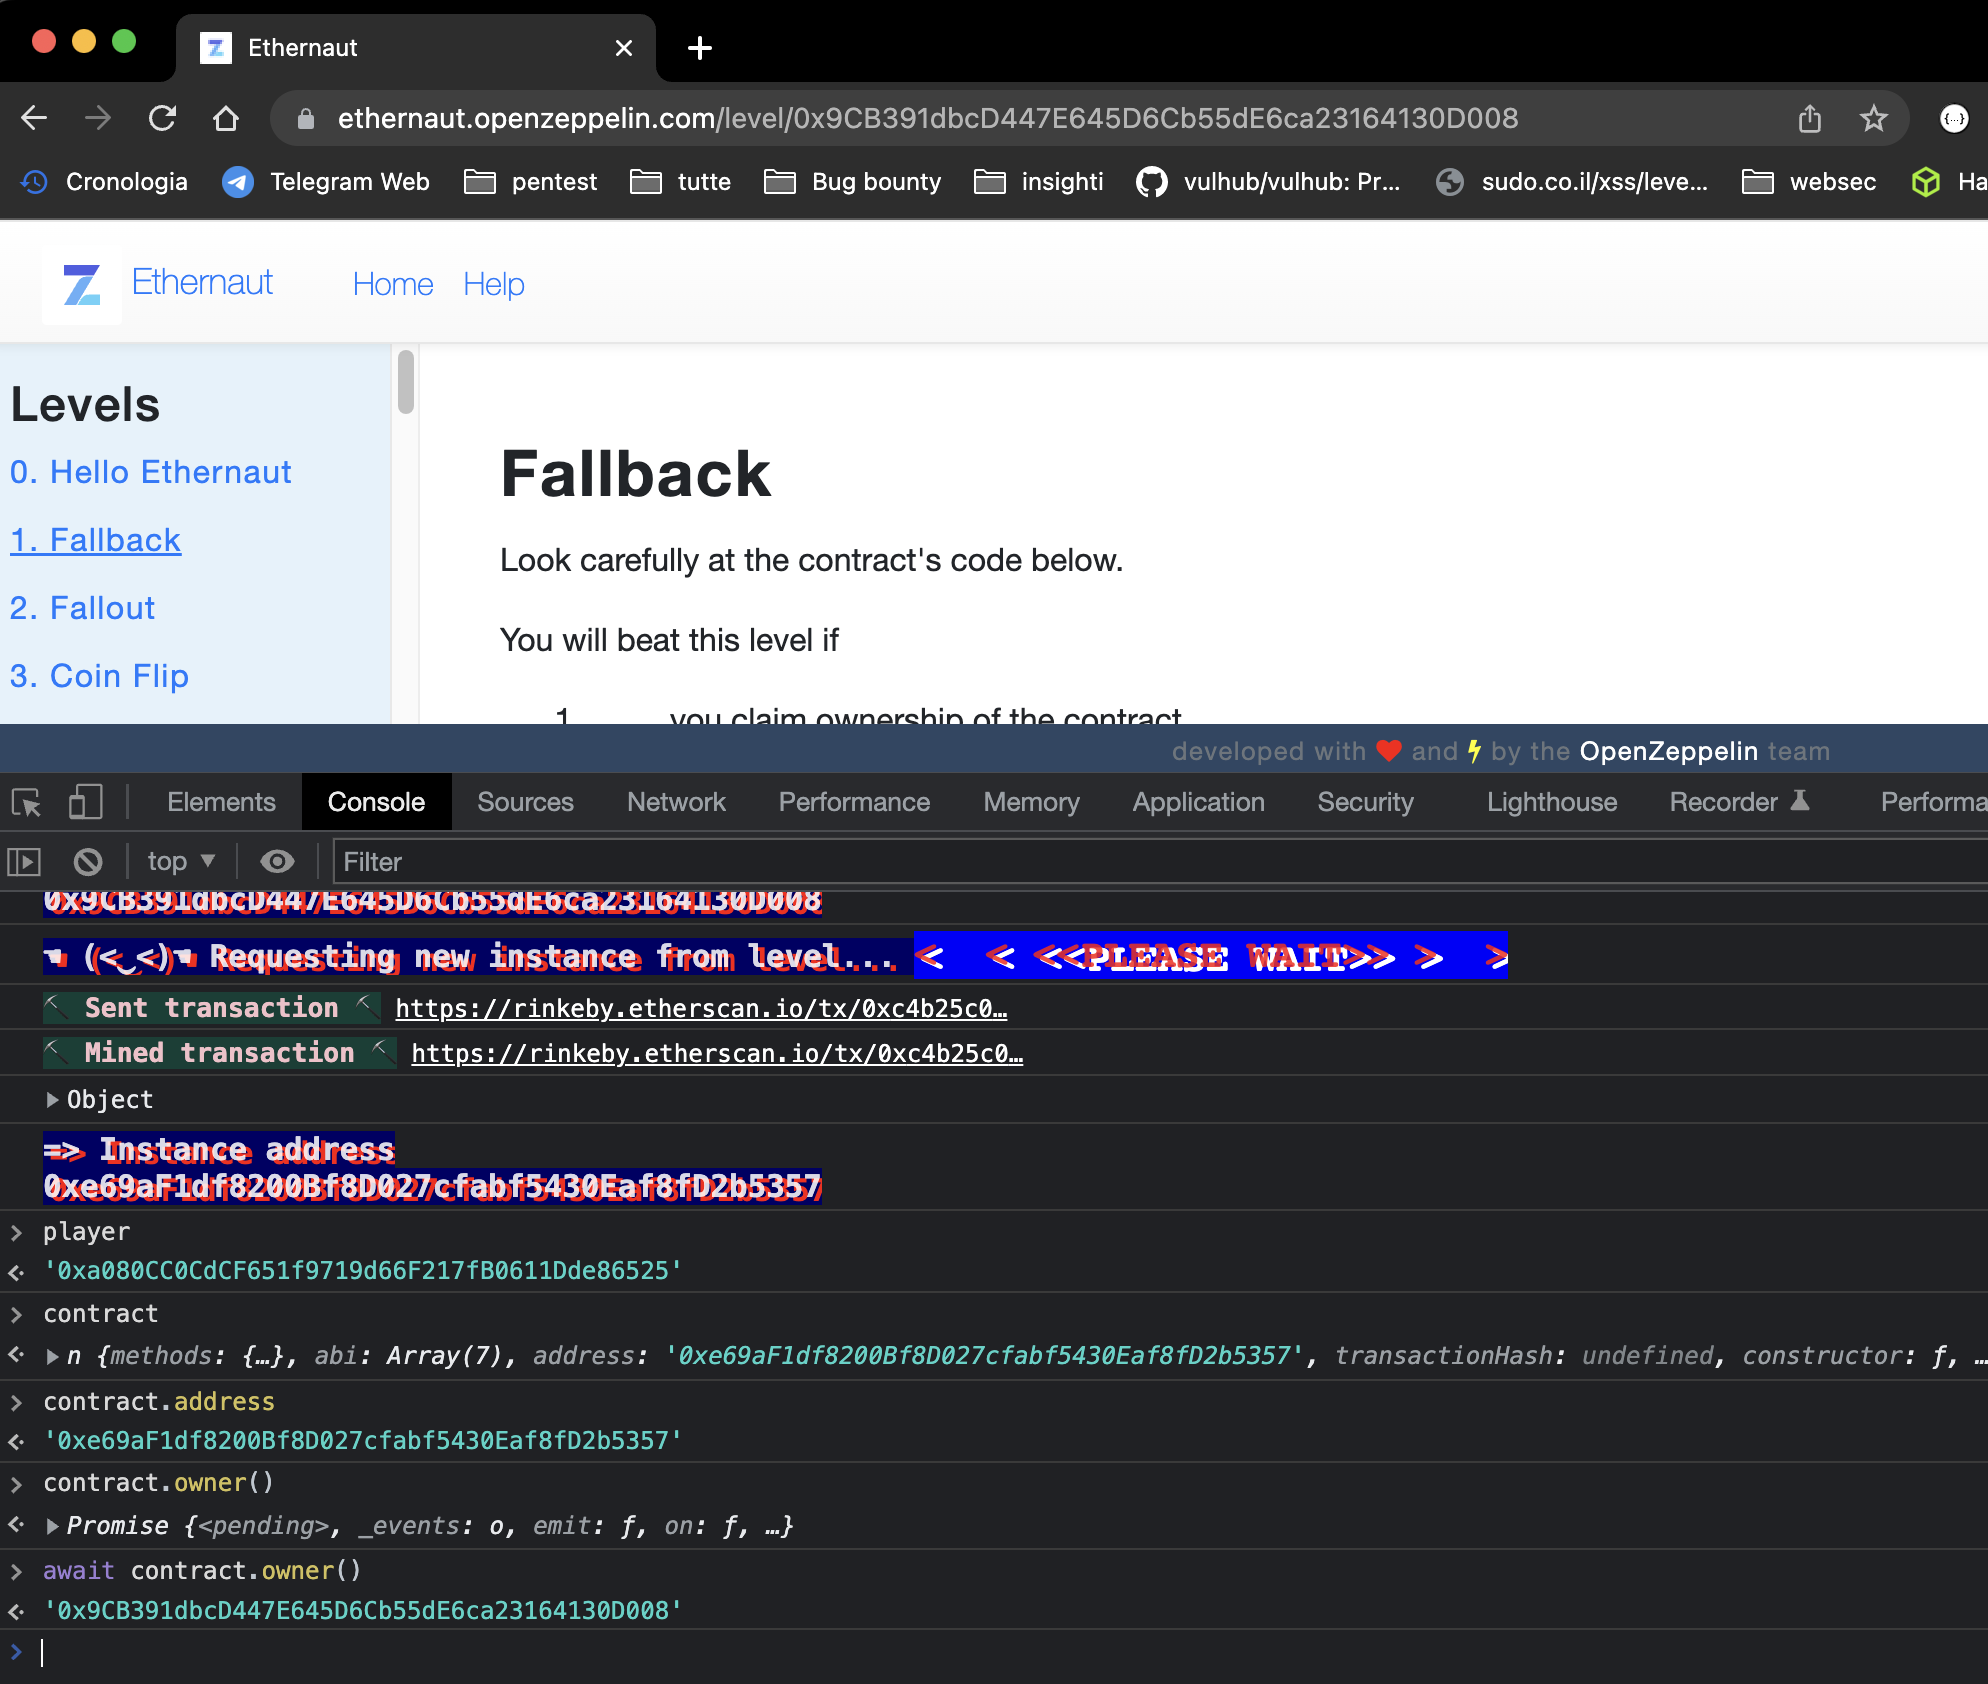 Ethernaut
ethernaut.openzeppelin.com/level/0x9CB391dbcD447E645D6Cb55dE6ca23164130D008
{...}
Cronologia Telegram Web pentest tutte Bug bounty insighti vulhub/vulhub: Pr... sudo.co.il/xss/leve... websec Ha
Ethernaut Home Help
Levels
0. Hello Ethernaut
1. Fallback
2. Fallout
3. Coin Flip
Fallback
Look carefully at the contract's code below.
You will beat this level if
1. you claim ownership of the contract
developed with ❤ and ⚡ by the OpenZeppelin team
Elements Console Sources Network Performance Memory Application Security Lighthouse Recorder Performa
top ▼ Filter
0x9CB391dbcD447E645D6Cb55dE6ca23164130D008
☚ (<‿<)☚ Requesting new instance from level... < < <<PLEASE WAIT>> > >
⛏ Sent transaction ⛏ https://rinkeby.etherscan.io/tx/0xc4b25c0…
⛏ Mined transaction ⛏ https://rinkeby.etherscan.io/tx/0xc4b25c0…
▶ Object
=> Instance address
0xe69aF1df8200Bf8D027cfabf5430Eaf8fD2b5357
> player
'0xa080CC0CdCF651f9719d66F217fB0611Dde86525'
> contract
▶ n {methods: {…}, abi: Array(7), address: '0xe69aF1df8200Bf8D027cfabf5430Eaf8fD2b5357', transactionHash: undefined, constructor: ƒ, …
> contract.address
'0xe69aF1df8200Bf8D027cfabf5430Eaf8fD2b5357'
> contract.owner()
▶ Promise {<pending>, _events: o, emit: ƒ, on: ƒ, …}
> await contract.owner()
'0x9CB391dbcD447E645D6Cb55dE6ca23164130D008'
>